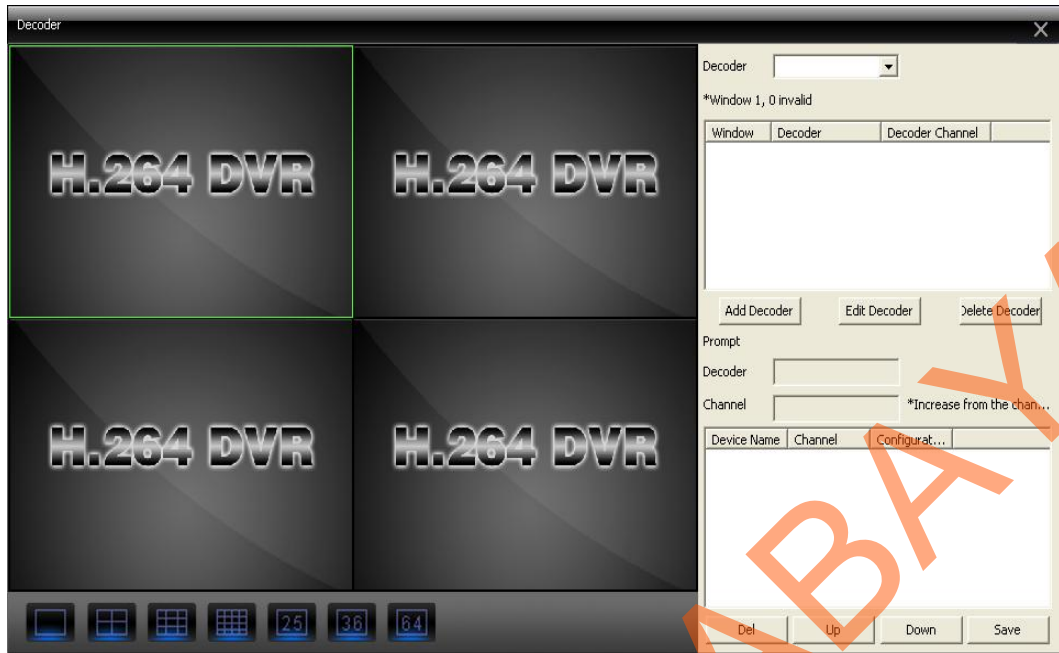 Decoder
H.264 DVR
H.264 DVR
H.264 DVR
H.264 DVR
25 36 64
Decoder
*Window 1, 0 invalid
Window Decoder Decoder Channel
Add Decoder Edit Decoder Delete Decoder
Prompt
Decoder
Channel *Increase from the chan...
Device Name Channel Configurat...
Del Up Down Save
ABAY